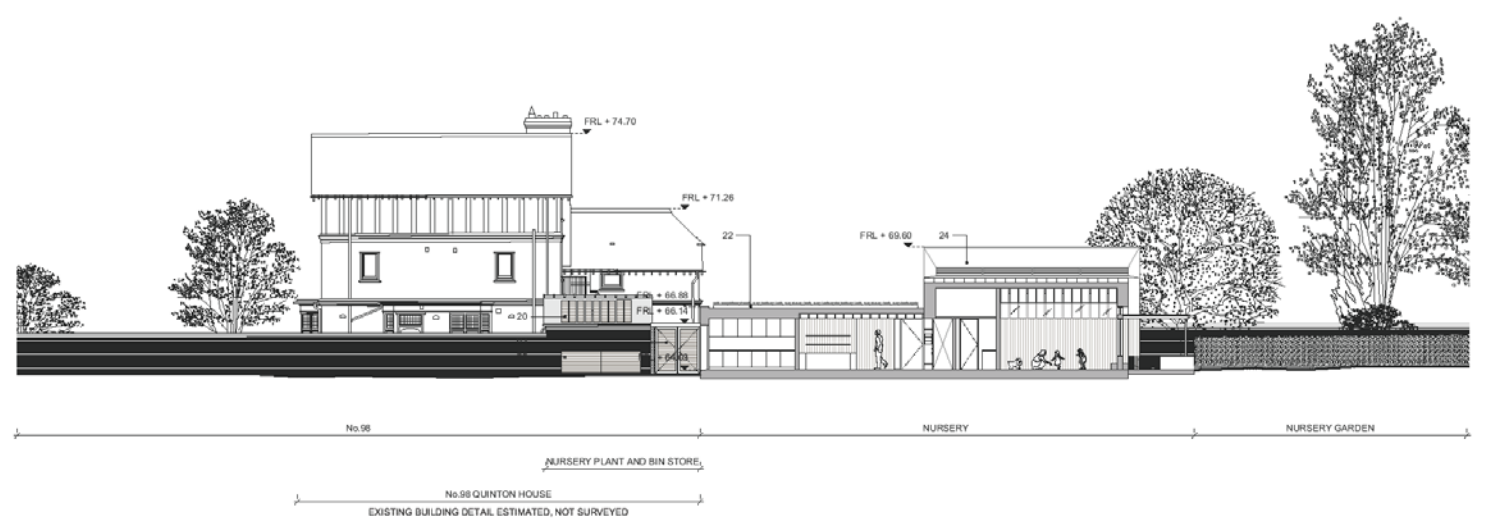 FRL + 74.70
FRL + 71.26
22
FRL + 69.60
24
FRL + 66.88
FRL + 66.14
20
No.98
NURSERY
NURSERY GARDEN
NURSERY PLANT AND BIN STORE
No.98 QUINTON HOUSE
EXISTING BUILDING DETAIL ESTIMATED, NOT SURVEYED